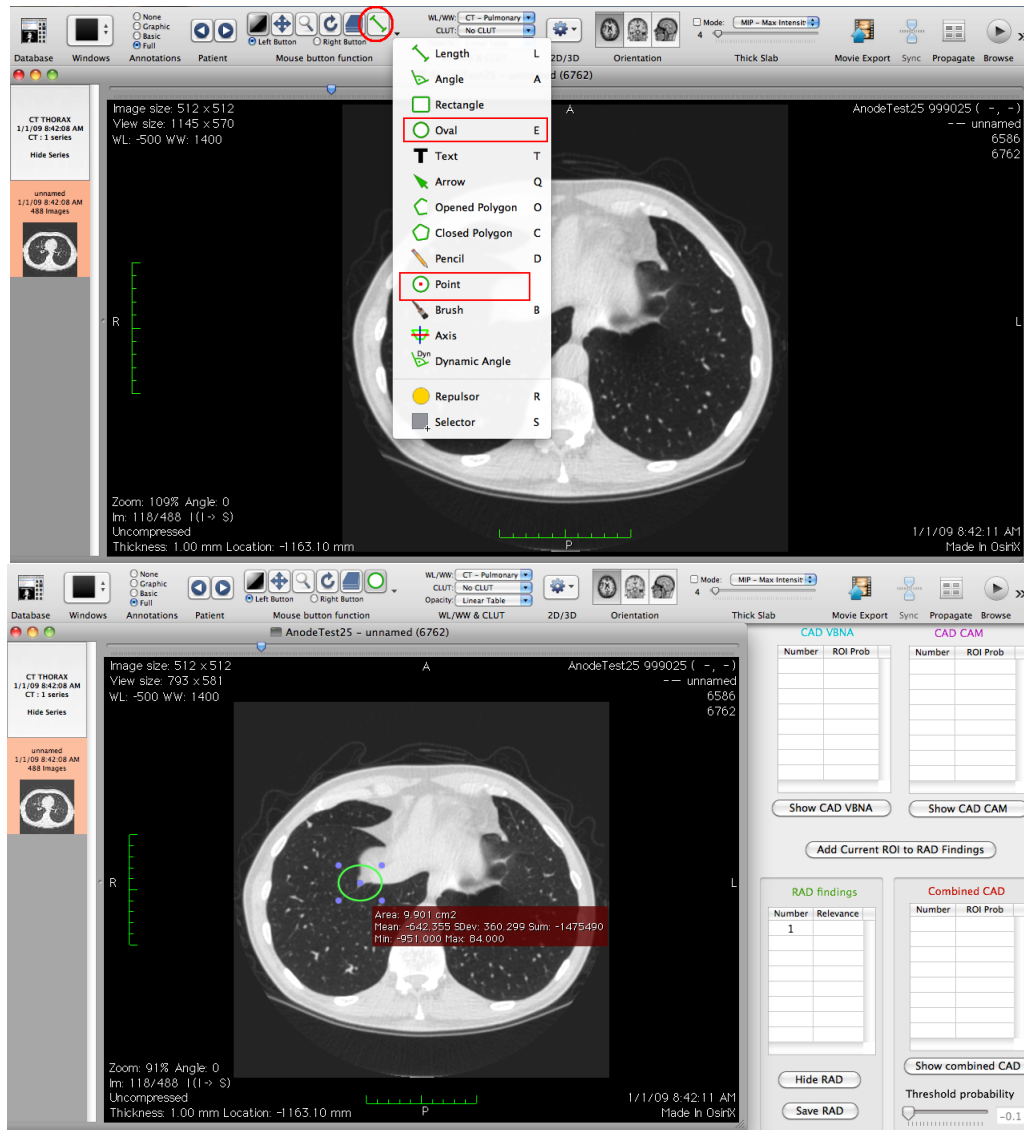 None
Graphic
Basic
Full
WL/WW: CT - Pulmonary
CLUT: No CLUT
Mode: MIP - Max Intensit
4
Left Button Right Button
Database Windows Annotations Patient Mouse button function 2D/3D Orientation Thick Slab Movie Export Sync Propagate Browse
d (6762)
CT THORAX
1/1/09 8:42:08 AM
CT : 1 series
Hide Series
unnamed
1/1/09 8:42:08 AM
488 Images
Image size: 512 x 512
View size: 1145 x 570
WL: -500 WW: 1400
A
AnodeTest25 999025 ( -, -)
-- unnamed
6586
6762
Length L
Angle A
Rectangle
Oval E
Text T
Arrow Q
Opened Polygon O
Closed Polygon C
Pencil D
Point
Brush B
Axis
Dyn Dynamic Angle
Repulsor R
Selector S
R
L
Zoom: 109% Angle: 0
Im: 118/488 I(I-> S)
Uncompressed
Thickness: 1.00 mm Location: -1163.10 mm
P
1/1/09 8:42:11 AM
Made In OsiriX
None
Graphic
Basic
Full
WL/WW: CT - Pulmonary
CLUT: No CLUT
Opacity: Linear Table
Mode: MIP - Max Intensit
4
Left Button Right Button
Database Windows Annotations Patient Mouse button function WL/WW & CLUT 2D/3D Orientation Thick Slab Movie Export Sync Propagate Browse
AnodeTest25 - unnamed (6762)
CT THORAX
1/1/09 8:42:08 AM
CT : 1 series
Hide Series
unnamed
1/1/09 8:42:08 AM
488 Images
Image size: 512 x 512
View size: 793 x 581
WL: -500 WW: 1400
A
AnodeTest25 999025 ( -, -)
-- unnamed
6586
6762
R
L
Area: 9.901 cm2
Mean: -642.355 SDev: 360.299 Sum: -1475490
Min: -951.000 Max: 84.000
Zoom: 91% Angle: 0
Im: 118/488 I(I-> S)
Uncompressed
Thickness: 1.00 mm Location: -1163.10 mm
P
1/1/09 8:42:11 AM
Made In OsiriX
CAD VBNA CAD CAM
Number ROI Prob Number ROI Prob
Show CAD VBNA Show CAD CAM
Add Current ROI to RAD Findings
RAD findings Combined CAD
Number Relevance Number ROI Prob
1
Show combined CAD
Hide RAD
Threshold probability
Save RAD
-0.1